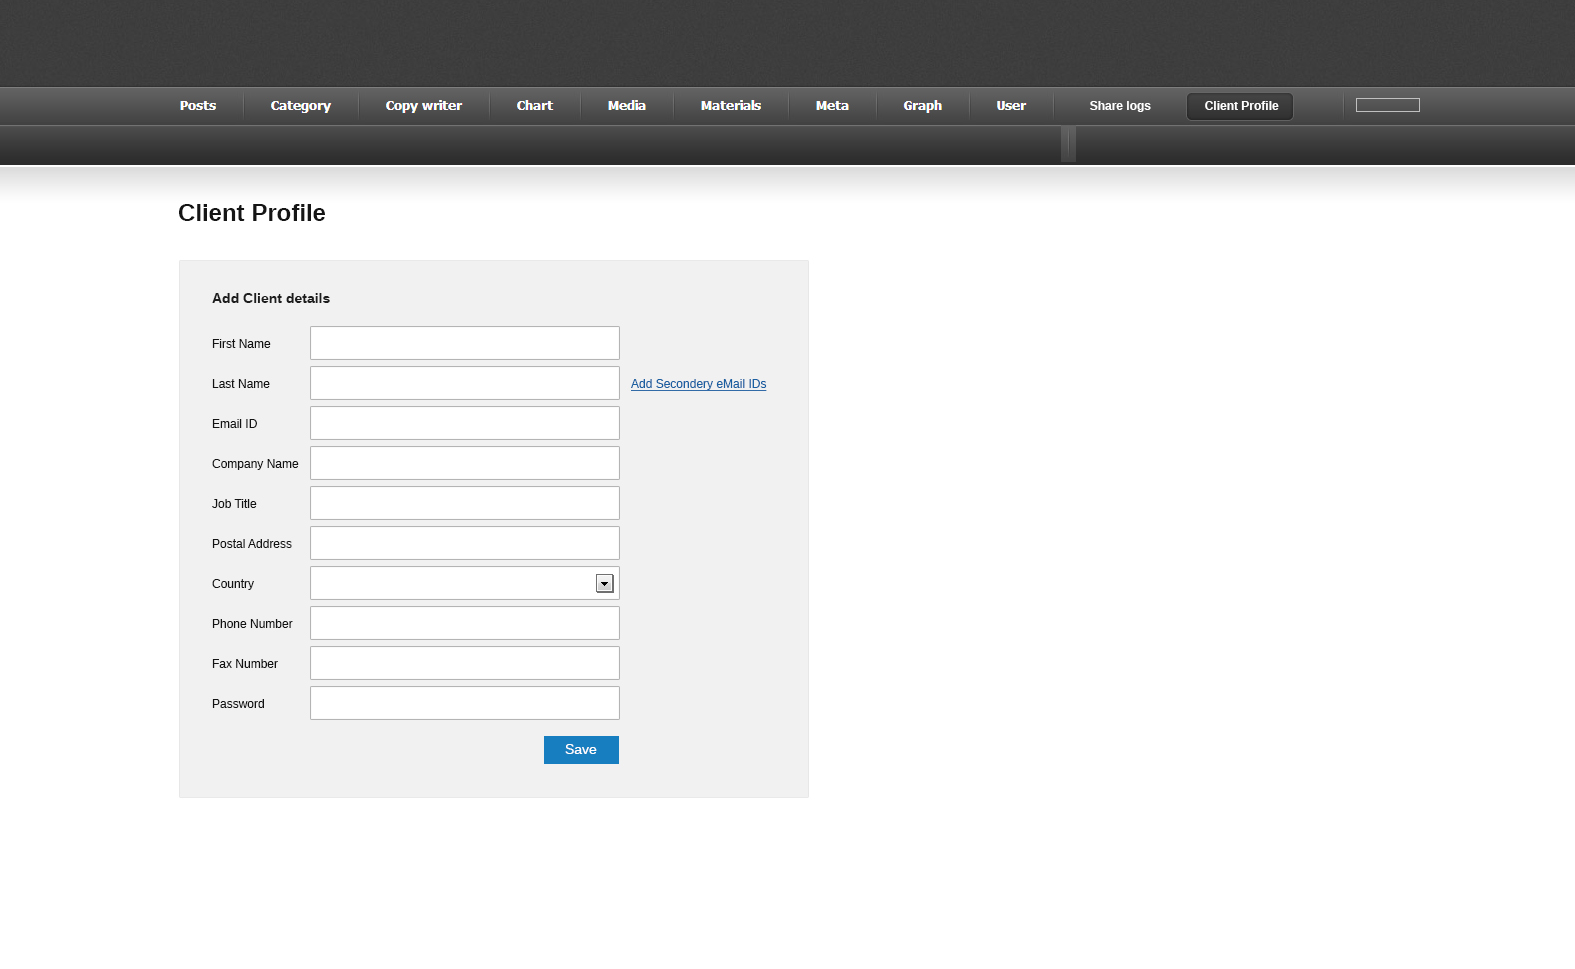 Posts Category Copy writer Chart Media Materials Meta Graph User Share logs Client Profile
Client Profile
Add Client details
First Name
Last Name Add Secondery eMail IDs
Email ID
Company Name
Job Title
Postal Address
Country
Phone Number
Fax Number
Password
Save